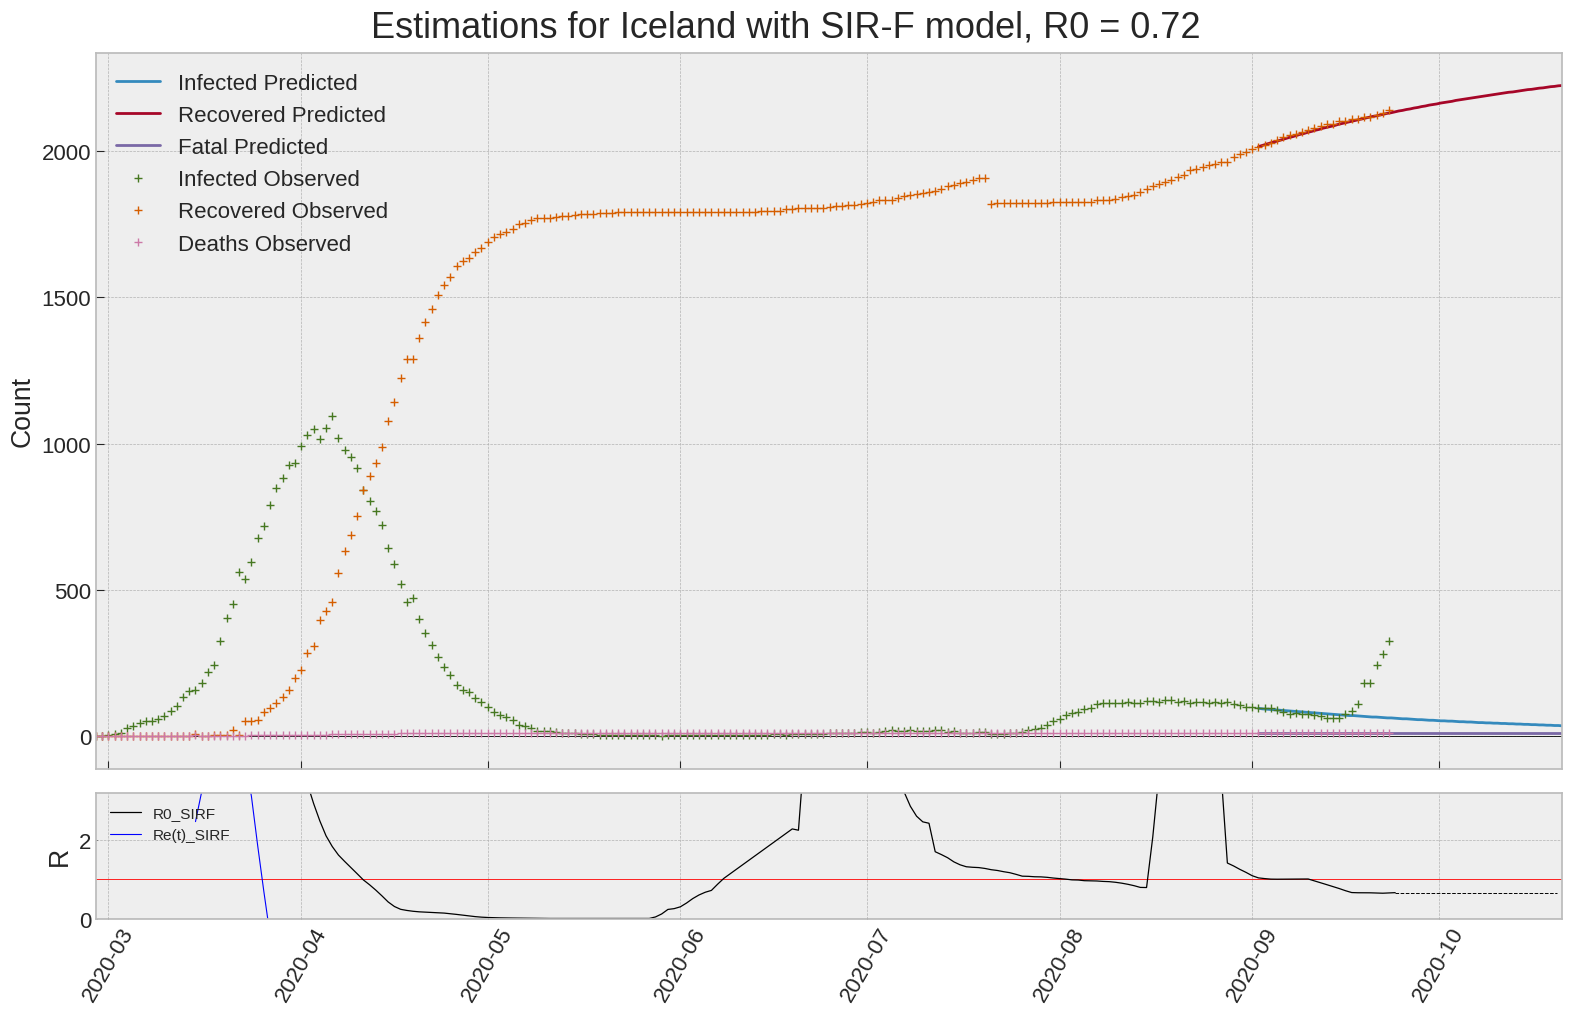 Estimations for Iceland with SIR-F model, R0 = 0.72
Infected Predicted
Recovered Predicted
Fatal Predicted
Infected Observed
Recovered Observed
Deaths Observed
Count
2000
1500
1000
500
0
R0_SIRF
Re(t)_SIRF
R
2
0
2020-03
2020-04
2020-05
2020-06
2020-07
2020-08
2020-09
2020-10